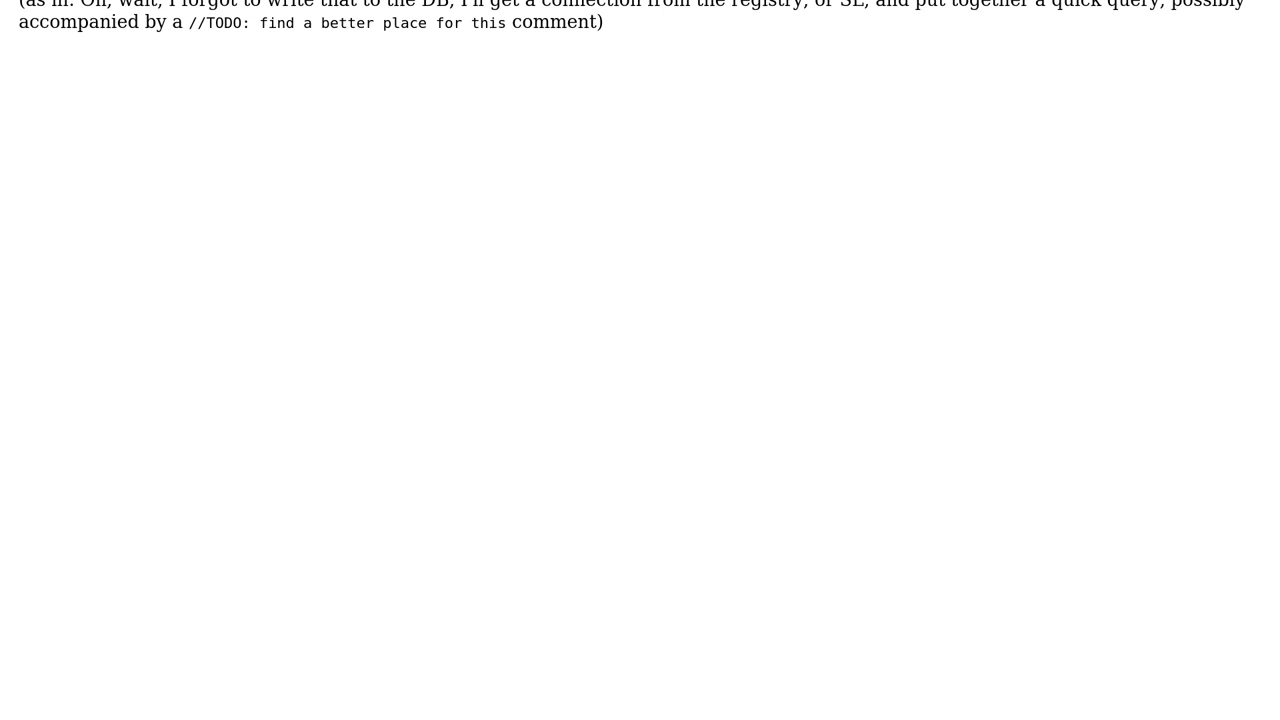 (as in: Oh, wait, I forgot to write that to the DB, I'll get a connection from the registry, or SL, and put together a quick query, possibly
accompanied by a //TODO: find a better place for this comment)